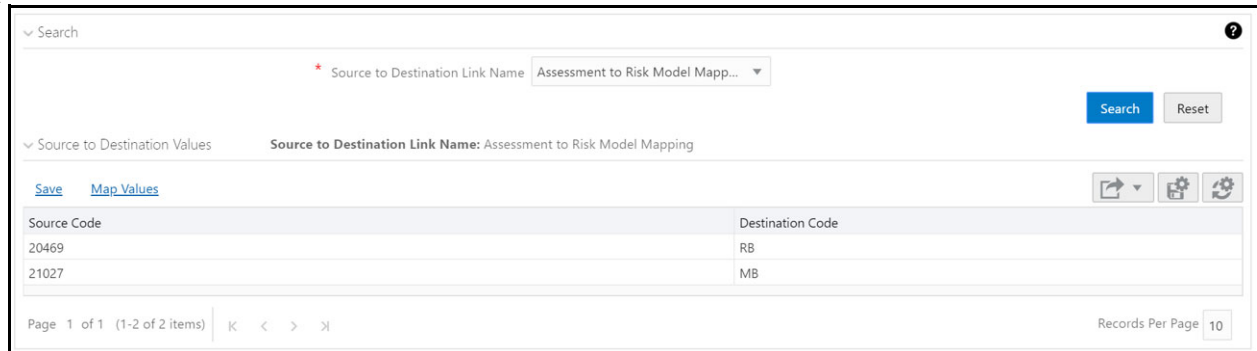 Search
?
* Source to Destination Link Name Assessment to Risk Model Mapp...
Search Reset
Source to Destination Values Source to Destination Link Name: Assessment to Risk Model Mapping
Save Map Values
Source Code Destination Code
20469 RB
21027 MB
Page 1 of 1 (1-2 of 2 items) Records Per Page 10